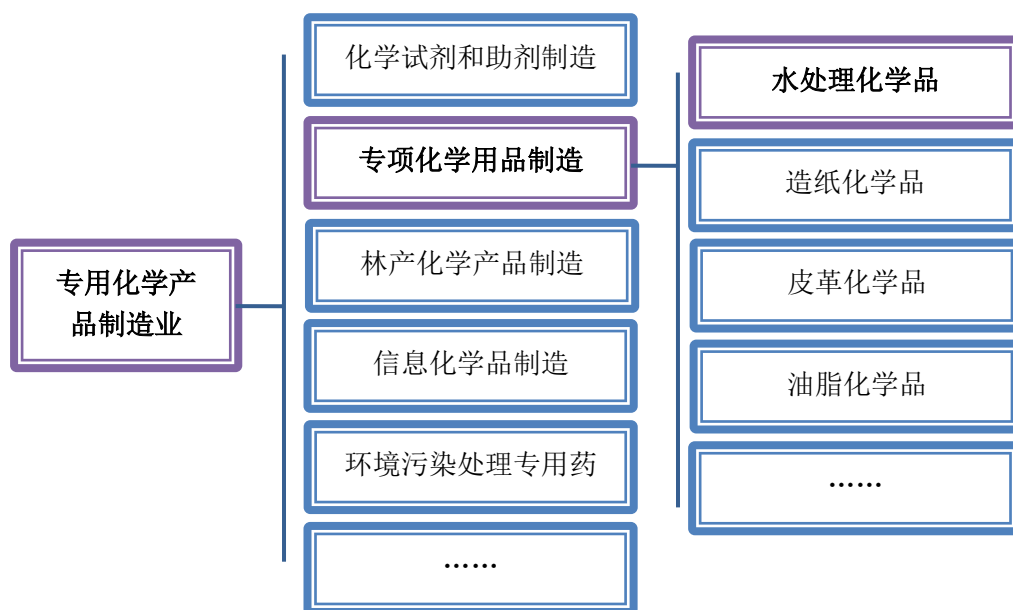 专用化学产
品制造业
化学试剂和助剂制造
专项化学用品制造
林产化学产品制造
信息化学品制造
环境污染处理专用药
……
水处理化学品
造纸化学品
皮革化学品
油脂化学品
……